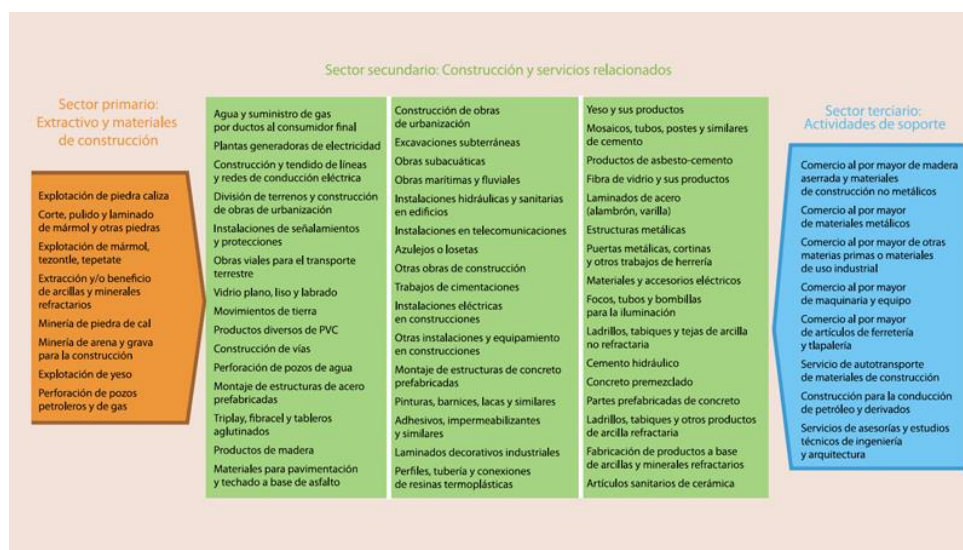 Sector secundario: Construcción y servicios relacionados
Sector primario:
Extractivo y materiales
de construcción
Explotación de piedra caliza
Corte, pulido y laminado
de mármol y otras piedras
Explotación de mármol,
tezontle, tepetate
Extracción y/o beneficio
de arcillas y minerales
refractarios
Minería de piedra de cal
Minería de arena y grava
para la construcción
Explotación de yeso
Perforación de pozos
petroleros y de gas
Agua y suministro de gas
por ductos al consumidor final
Plantas generadoras de electricidad
Construcción y tendido de líneas
y redes de conducción eléctrica
División de terrenos y construcción
de obras de urbanización
Instalaciones de señalamientos
y protecciones
Obras viales para el transporte
terrestre
Vidrio plano, liso y labrado
Movimientos de tierra
Productos diversos de PVC
Construcción de vías
Perforación de pozos de agua
Montaje de estructuras de acero
prefabricadas
Triplay, fibracel y tableros
aglutinados
Productos de madera
Materiales para pavimentación
y techado a base de asfalto
Construcción de obras
de urbanización
Excavaciones subterráneas
Obras subacuáticas
Obras marítimas y fluviales
Instalaciones hidráulicas y sanitarias
en edificios
Instalaciones en telecomunicaciones
Azulejos o losetas
Otras obras de construcción
Trabajos de cimentaciones
Instalaciones eléctricas
en construcciones
Otras instalaciones y equipamiento
en construcciones
Montaje de estructuras de concreto
prefabricadas
Pinturas, barnices, lacas y similares
Adhesivos, impermeabilizantes
y similares
Laminados decorativos industriales
Perfiles, tubería y conexiones
de resinas termoplásticas
Yeso y sus productos
Mosaicos, tubos, postes y similares
de cemento
Productos de asbesto-cemento
Fibra de vidrio y sus productos
Laminados de acero
(alambrón, varilla)
Estructuras metálicas
Puertas metálicas, cortinas
y otros trabajos de herrería
Materiales y accesorios eléctricos
Focos, tubos y bombillas
para la iluminación
Ladrillos, tabiques y tejas de arcilla
no refractaria
Cemento hidráulico
Concreto premezclado
Partes prefabricadas de concreto
Ladrillos, tabiques y otros productos
de arcilla refractaria
Fabricación de productos a base
de arcillas y minerales refractarios
Artículos sanitarios de cerámica
Sector terciario:
Actividades de soporte
Comercio al por mayor de madera
aserrada y materiales
de construcción no metálicos
Comercio al por mayor
de materiales metálicos
Comercio al por mayor de otras
materias primas o materiales
de uso industrial
Comercio al por mayor
de maquinaria y equipo
Comercio al por mayor
de artículos de ferretería
y tlapalería
Servicio de autotransporte
de materiales de construcción
Construcción para la conducción
de petróleo y derivados
Servicios de asesorías y estudios
técnicos de ingeniería
y arquitectura